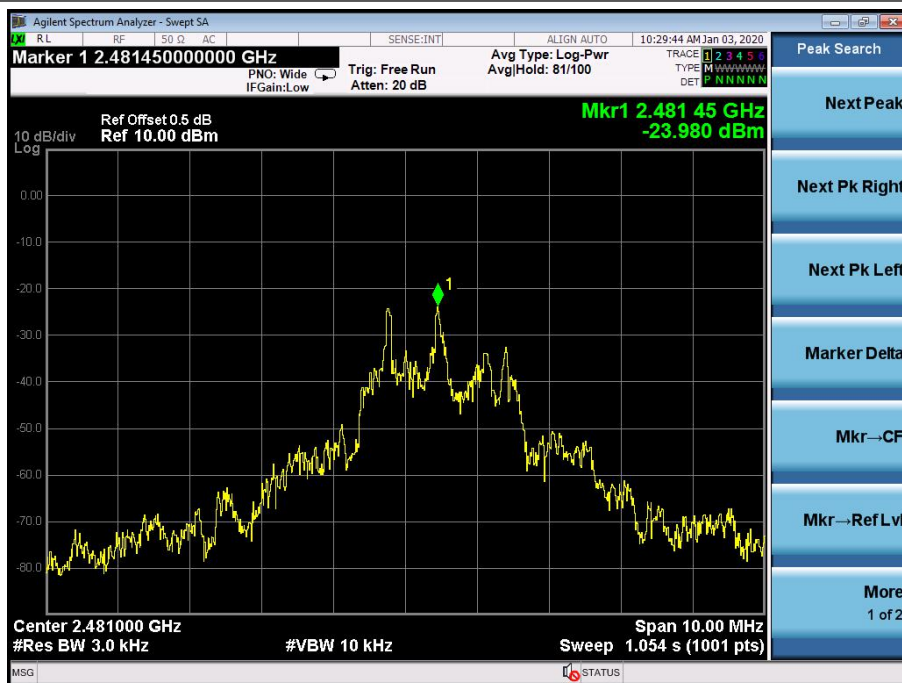 Agilent Spectrum Analyzer - Swept SA
LXI RL RF 50 Ω AC SENSE:INT ALIGN AUTO 10:29:44 AM Jan 03, 2020
Marker 1 2.481450000000 GHz
PNO: Wide
IFGain:Low
Trig: Free Run
Atten: 20 dB
Avg Type: Log-Pwr
Avg|Hold: 81/100
TRACE 1 2 3 4 5 6
TYPE M WWWWW
DET P N N N N N
Peak Search
Mkr1 2.481 45 GHz
-23.980 dBm
10 dB/div
Log
Ref Offset 0.5 dB
Ref 10.00 dBm
0.00
-10.0
-20.0
-30.0
-40.0
-50.0
-60.0
-70.0
-80.0
1
Center 2.481000 GHz
Span 10.00 MHz
#Res BW 3.0 kHz
#VBW 10 kHz
Sweep 1.054 s (1001 pts)
Next Peak
Next Pk Right
Next Pk Left
Marker Delta
Mkr→CF
Mkr→Ref Lvl
More
1 of 2
MSG
STATUS